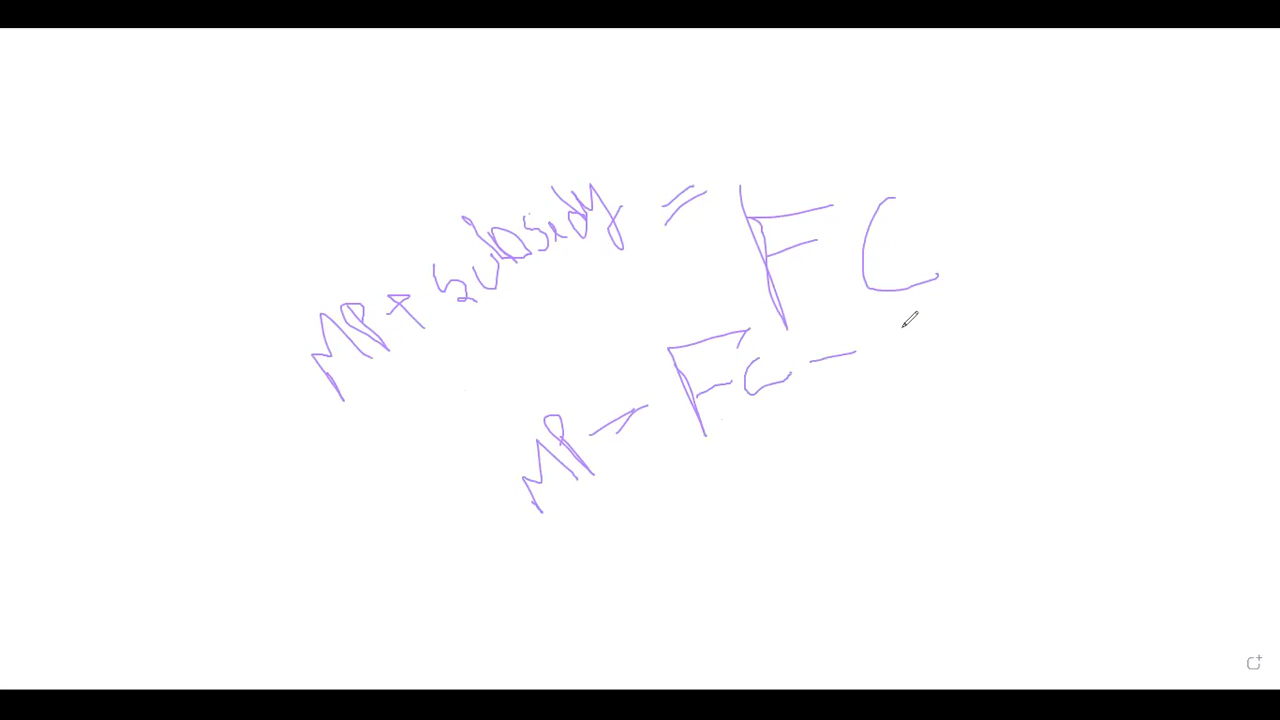 MP + subsidy = FC
MP = FC -